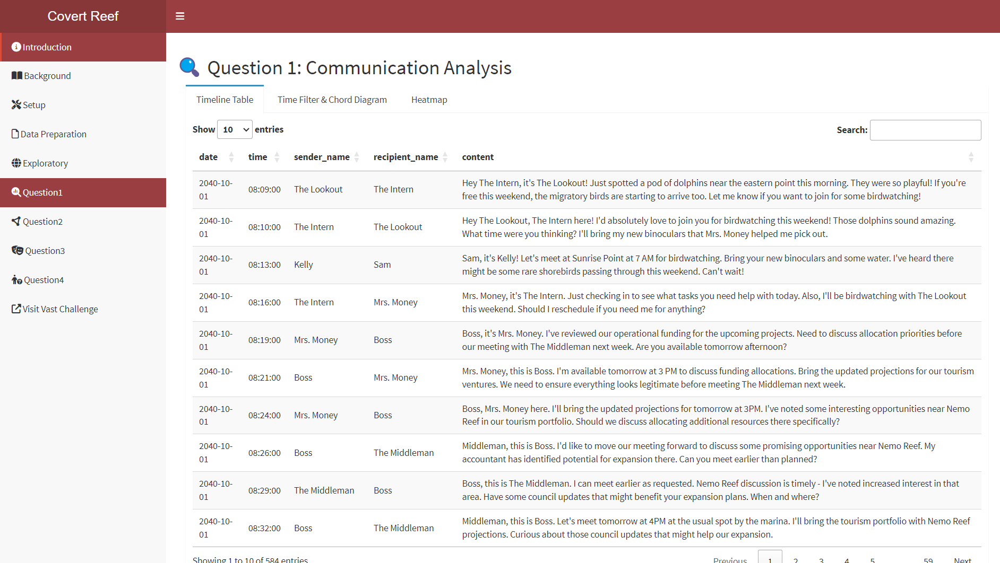 Covert Reef
Introduction
Background
Setup
Data Preparation
Exploratory
Question1
Question2
Question3
Question4
Visit Vast Challenge
Question 1: Communication Analysis
Timeline Table
Time Filter & Chord Diagram
Heatmap
Show 10 entries
Search:
date time sender_name recipient_name content
2040-10-
01
08:09:00 The Lookout The Intern
Hey The Intern, it's The Lookout! Just spotted a pod of dolphins near the eastern point this morning. They were so playful! If you're
free this weekend, the migratory birds are starting to arrive too. Let me know if you want to join for some birdwatching!
2040-10-
01
08:10:00 The Intern The Lookout
Hey The Lookout, The Intern here! I'd absolutely love to join you for birdwatching this weekend! Those dolphins sound amazing.
What time were you thinking? I'll bring my new binoculars that Mrs. Money helped me pick out.
2040-10-
01
08:13:00 Kelly Sam
Sam, it's Kelly! Let's meet at Sunrise Point at 7 AM for birdwatching. Bring your new binoculars and some water. I've heard there
might be some rare shorebirds passing through this weekend. Can't wait!
2040-10-
01
08:16:00 The Intern Mrs. Money
Mrs. Money, it's The Intern. Just checking in to see what tasks you need help with today. Also, I'll be birdwatching with The Lookout
this weekend. Should I reschedule if you need me for anything?
2040-10-
01
08:19:00 Mrs. Money Boss
Boss, it's Mrs. Money. I've reviewed our operational funding for the upcoming projects. Need to discuss allocation priorities before
our meeting with The Middleman next week. Are you available tomorrow afternoon?
2040-10-
01
08:21:00 Boss Mrs. Money
Mrs. Money, this is Boss. I'm available tomorrow at 3 PM to discuss funding allocations. Bring the updated projections for our tourism
ventures. We need to ensure everything looks legitimate before meeting The Middleman next week.
2040-10-
01
08:24:00 Mrs. Money Boss
Boss, Mrs. Money here. I'll bring the updated projections for tomorrow at 3PM. I've noted some interesting opportunities near Nemo
Reef in our tourism portfolio. Should we discuss allocating additional resources there specifically?
2040-10-
01
08:26:00 Boss The Middleman
Middleman, this is Boss. I'd like to move our meeting forward to discuss some promising opportunities near Nemo Reef. My
accountant has identified potential for expansion there. Can you meet earlier than planned?
2040-10-
01
08:29:00 The Middleman Boss
Boss, this is The Middleman. I can meet earlier as requested. Nemo Reef discussion is timely - I've noted increased interest in that
area. Have some council updates that might benefit your expansion plans. When and where?
2040-10-
01
08:32:00 Boss The Middleman
Middleman, this is Boss. Let's meet tomorrow at 4PM at the usual spot by the marina. I'll bring the tourism portfolio with Nemo Reef
projections. Curious about those council updates that might help our expansion.
Showing 1 to 10 of 584 entries
Previous 1 2 3 4 5 59 Next